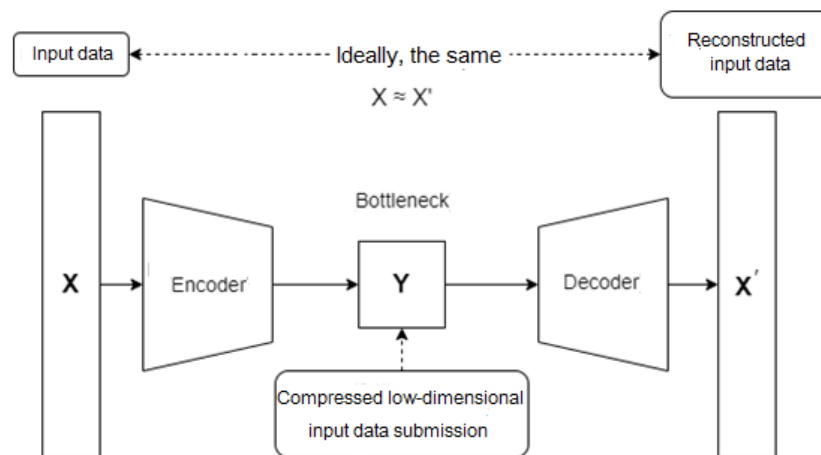 Input data
Ideally, the same
Reconstructed
input data
X ≈ X'
Bottleneck
X
Encoder
Y
Decoder
X′
Compressed low-dimensional
input data submission